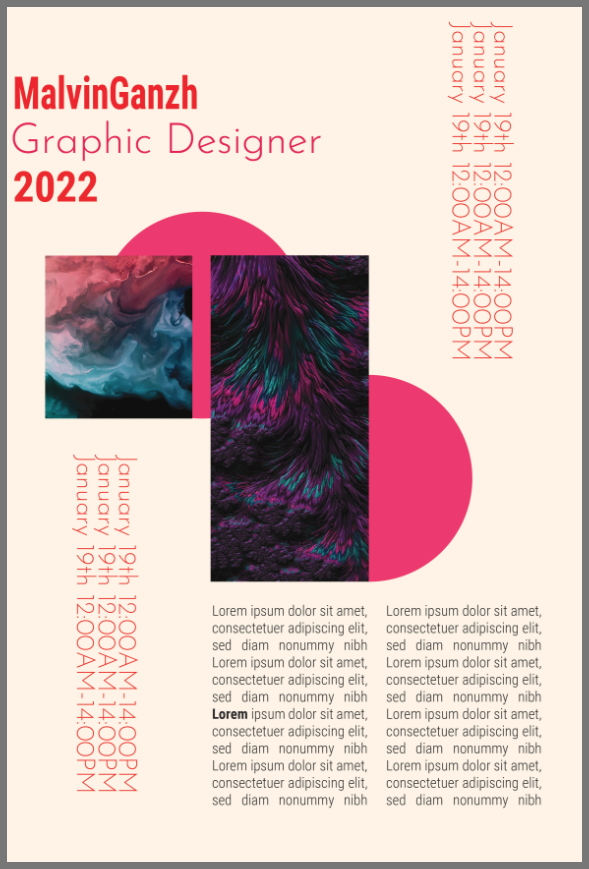 MalvinGanzh
Graphic Designer
2022
January 19th 12:00AM-14:00PM
January 19th 12:00AM-14:00PM
January 19th 12:00AM-14:00PM
January 19th 12:00AM-14:00PM
January 19th 12:00AM-14:00PM
January 19th 12:00AM-14:00PM
Lorem ipsum dolor sit amet,
consectetuer adipiscing elit,
sed diam nonummy nibh
Lorem ipsum dolor sit amet,
consectetuer adipiscing elit,
sed diam nonummy nibh
Lorem ipsum dolor sit amet,
consectetuer adipiscing elit,
sed diam nonummy nibh
Lorem ipsum dolor sit amet,
consectetuer adipiscing elit,
sed diam nonummy nibh
Lorem ipsum dolor sit amet,
consectetuer adipiscing elit,
sed diam nonummy nibh
Lorem ipsum dolor sit amet,
consectetuer adipiscing elit,
sed diam nonummy nibh
Lorem ipsum dolor sit amet,
consectetuer adipiscing elit,
sed diam nonummy nibh
Lorem ipsum dolor sit amet,
consectetuer adipiscing elit,
sed diam nonummy nibh